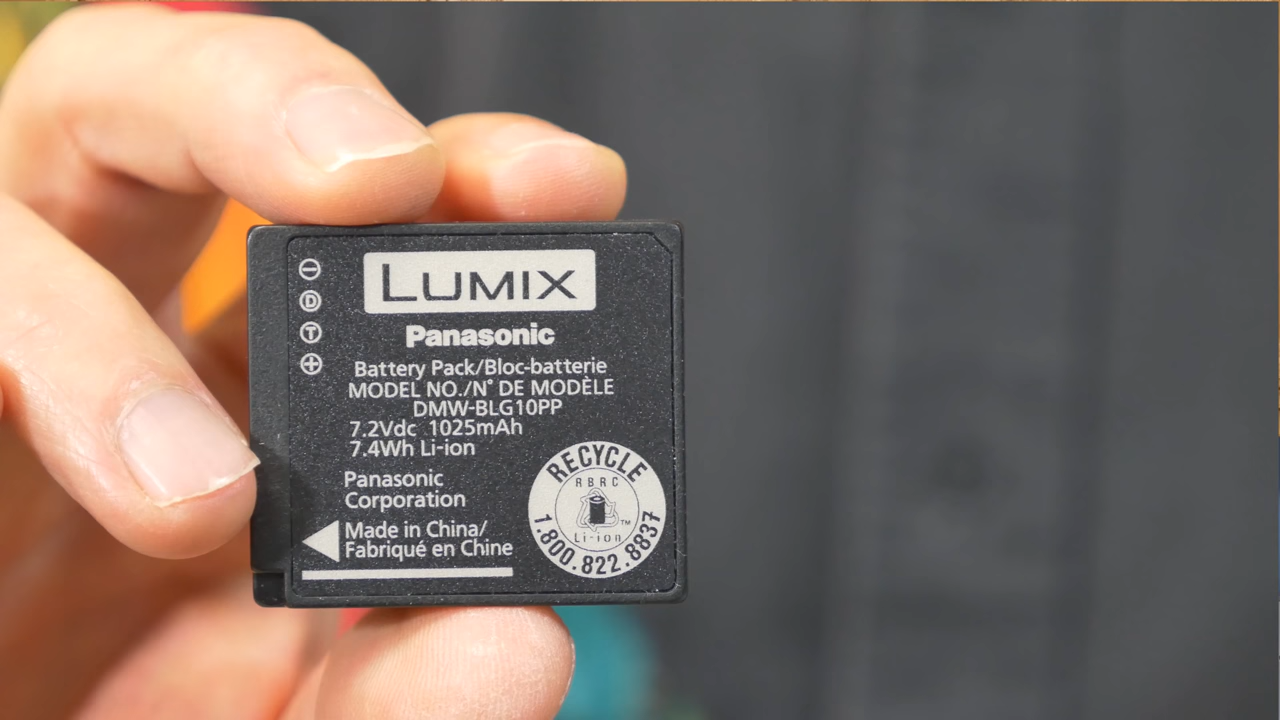 LUMIX
Panasonic
Battery Pack/Bloc-batterie
MODEL NO./N° DE MODÈLE
DMW-BLG10PP
7.2Vdc 1025mAh
7.4Wh Li-ion
Panasonic
Corporation
Made in China/
Fabriqué en Chine
D
T
RECYCLE
RBRC
TM
Li-ion
1.800.822.8837